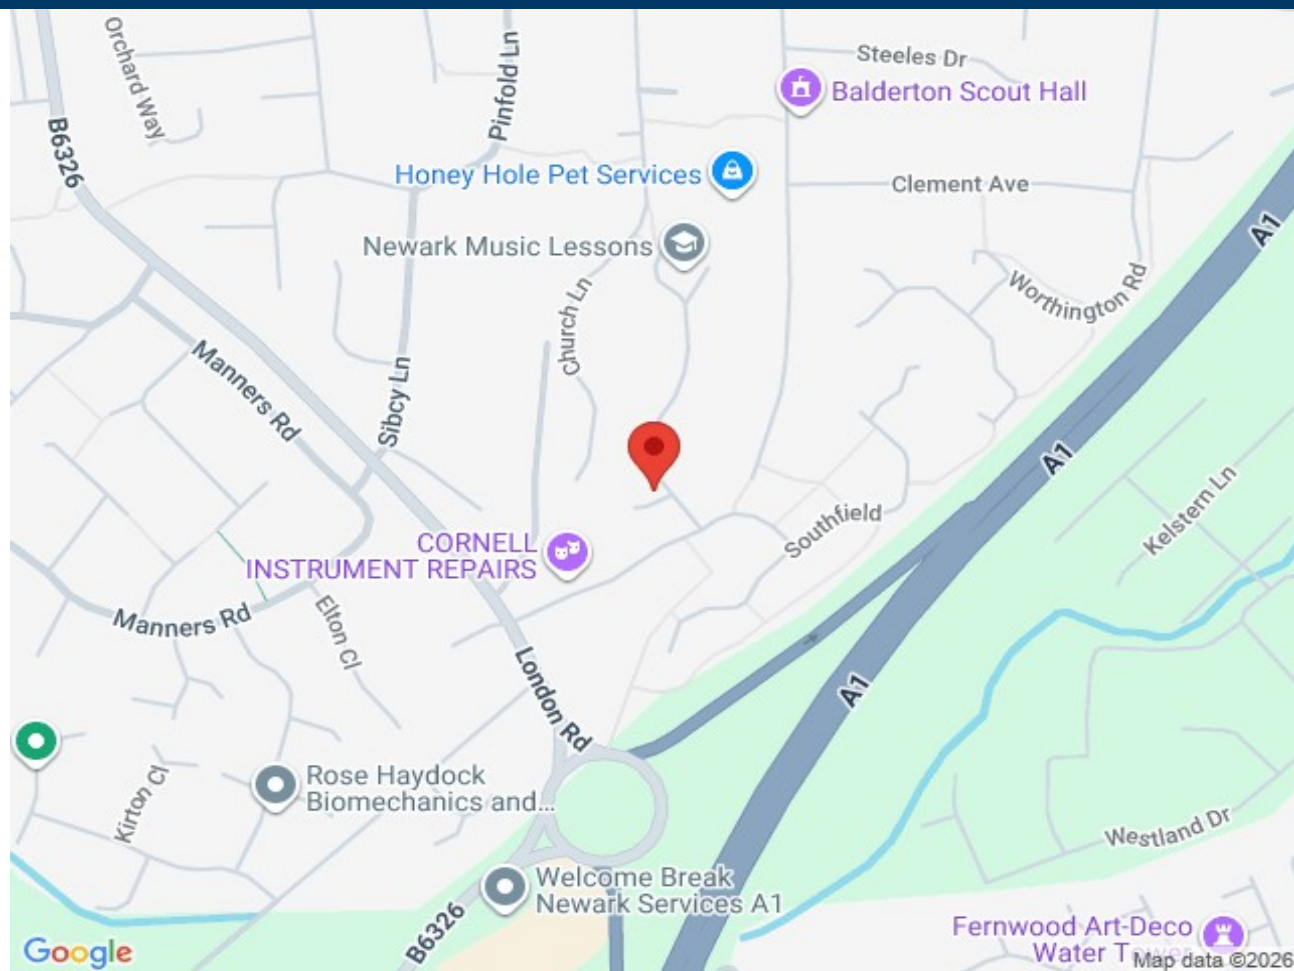 Orchard Way
B6326
Pinfold Ln
Steeles Dr
Balderton Scout Hall
Honey Hole Pet Services
Clement Ave
Newark Music Lessons
A1
Worthington Rd
Church Ln
Manners Rd
Sibcy Ln
A1
Kelstern Ln
Southfield
CORNELL
INSTRUMENT REPAIRS
Manners Rd
Elton Cl
London Rd
A1
Rose Haydock
Biomechanics and...
Kirton Cl
Westland Dr
Welcome Break
Newark Services A1
B6326
Fernwood Art-Deco
Water Tower
Google
Map data ©2026